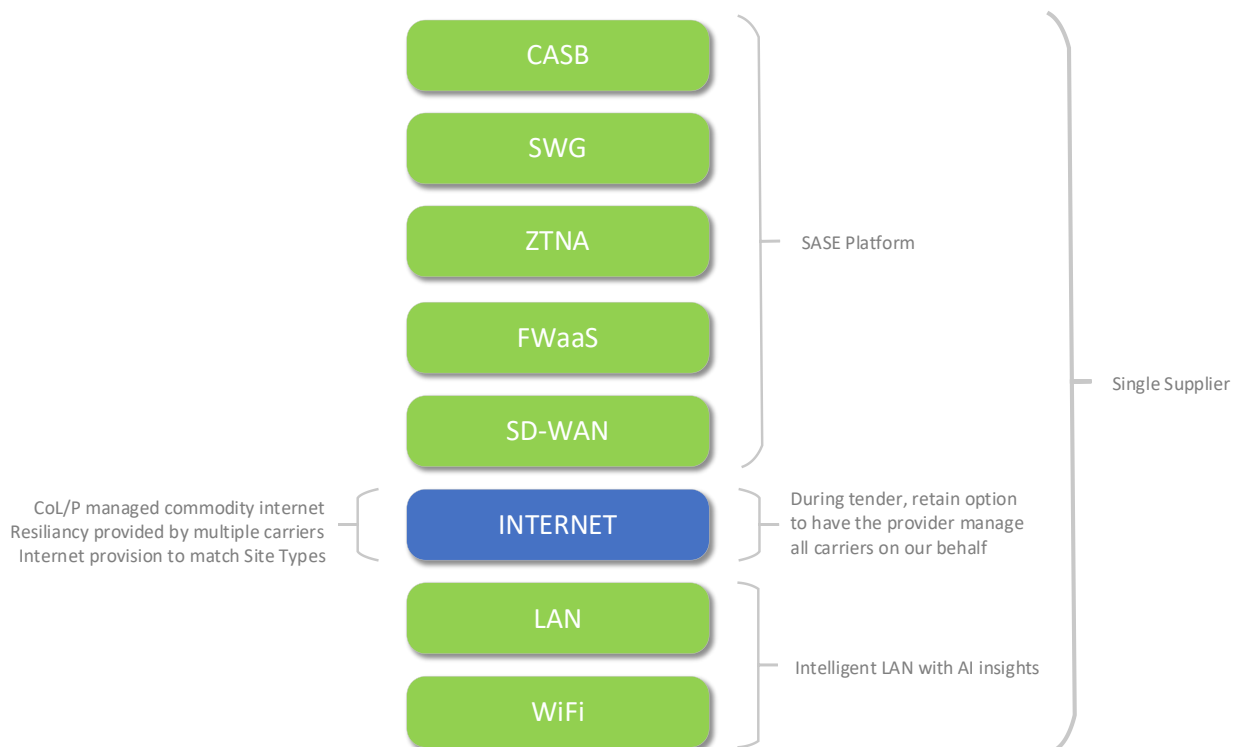 CASB
SWG
ZTNA
SASE Platform
FWaaS
Single Supplier
SD-WAN
CoL/P managed commodity internet
Resiliancy provided by multiple carriers
Internet provision to match Site Types
INTERNET
During tender, retain option
to have the provider manage
all carriers on our behalf
LAN
Intelligent LAN with AI insights
WiFi